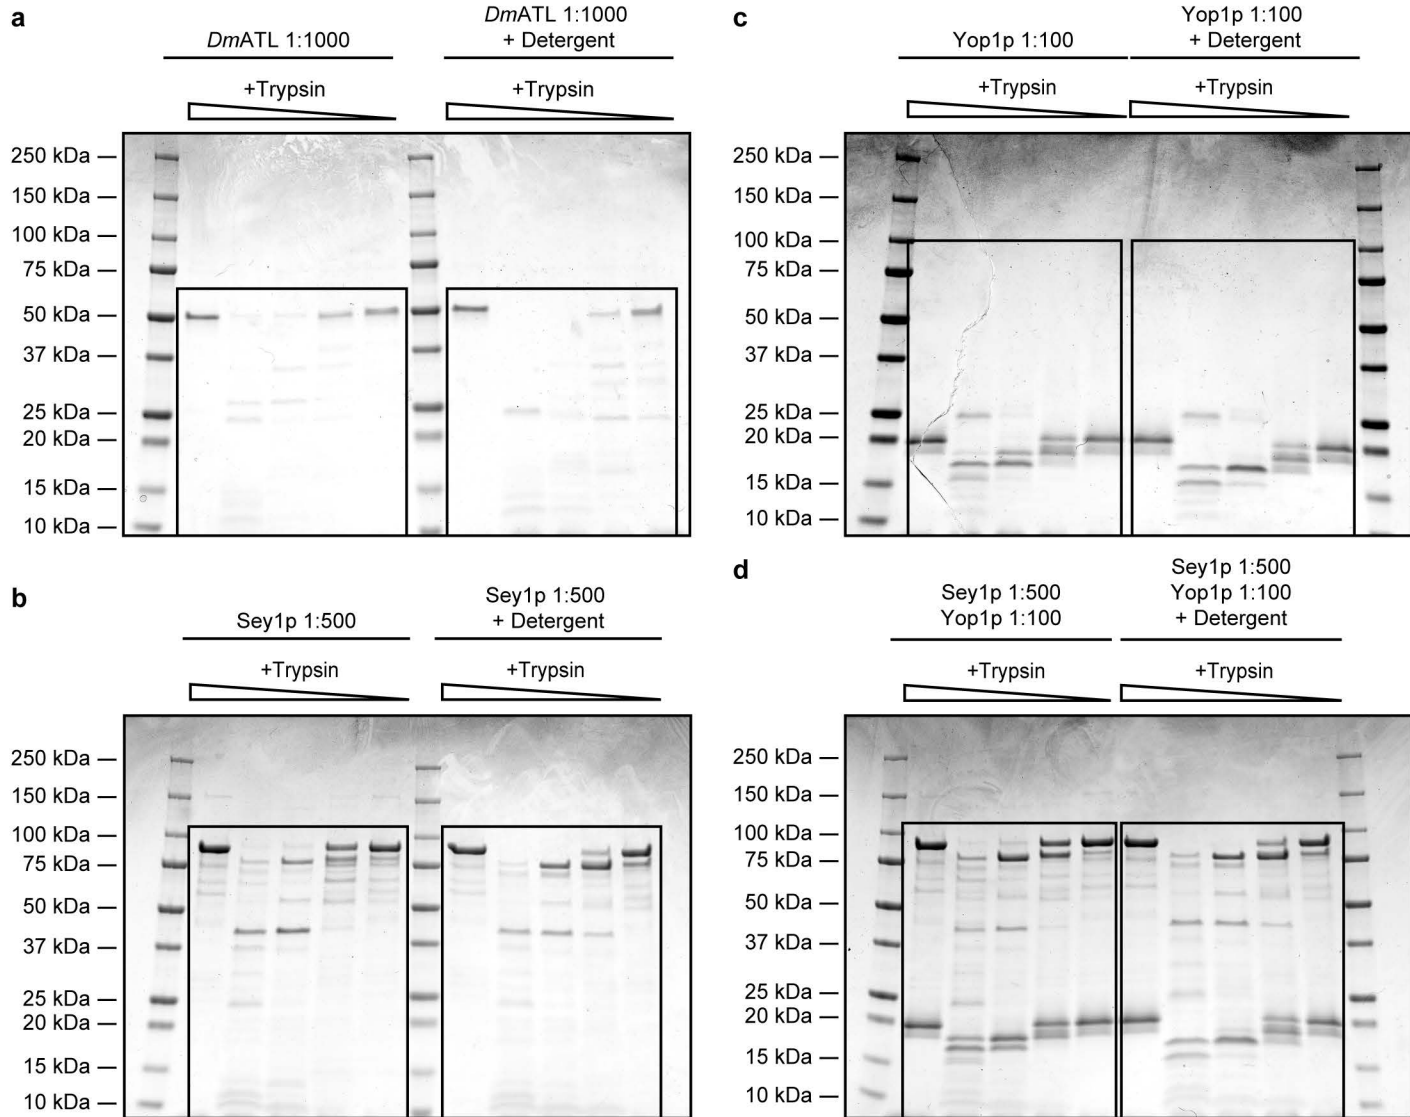 a
DmATL 1:1000
DmATL 1:1000
+ Detergent
+Trypsin
+Trypsin
250 kDa
150 kDa
100 kDa
75 kDa
50 kDa
37 kDa
25 kDa
20 kDa
15 kDa
10 kDa
b
Sey1p 1:500
Sey1p 1:500
+ Detergent
+Trypsin
+Trypsin
250 kDa
150 kDa
100 kDa
75 kDa
50 kDa
37 kDa
25 kDa
20 kDa
15 kDa
10 kDa
c
Yop1p 1:100
Yop1p 1:100
+ Detergent
+Trypsin
+Trypsin
250 kDa
150 kDa
100 kDa
75 kDa
50 kDa
37 kDa
25 kDa
20 kDa
15 kDa
10 kDa
d
Sey1p 1:500
Yop1p 1:100
Sey1p 1:500
Yop1p 1:100
+ Detergent
+Trypsin
+Trypsin
250 kDa
150 kDa
100 kDa
75 kDa
50 kDa
37 kDa
25 kDa
20 kDa
15 kDa
10 kDa